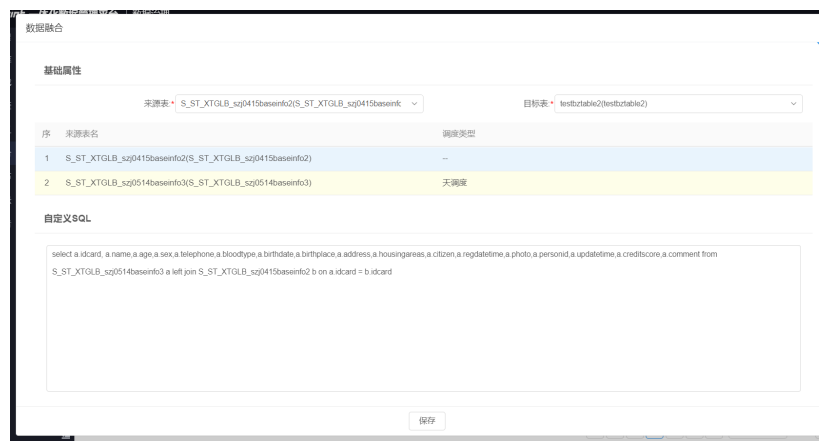 数据融合
基础属性
来源表:* S_ST_XTGLB_szj0415baseinfo2(S_ST_XTGLB_szj0415baseinfc
目标表:* testbztable2(testbztable2)
序 来源表名 调度类型
1 S_ST_XTGLB_szj0415baseinfo2(S_ST_XTGLB_szj0415baseinfo2) --
2 S_ST_XTGLB_szj0514baseinfo3(S_ST_XTGLB_szj0514baseinfo3) 天调度
自定义SQL
select a.idcard, a.name,a.age,a.sex,a.telephone,a.bloodtype,a.birthdate,a.birthplace,a.address,a.housingareas,a.citizen,a.regdatetime,a.photo,a.personid,a.updatetime,a.creditscore,a.comment from
S_ST_XTGLB_szj0514baseinfo3 a left join S_ST_XTGLB_szj0415baseinfo2 b on a.idcard = b.idcard
保存